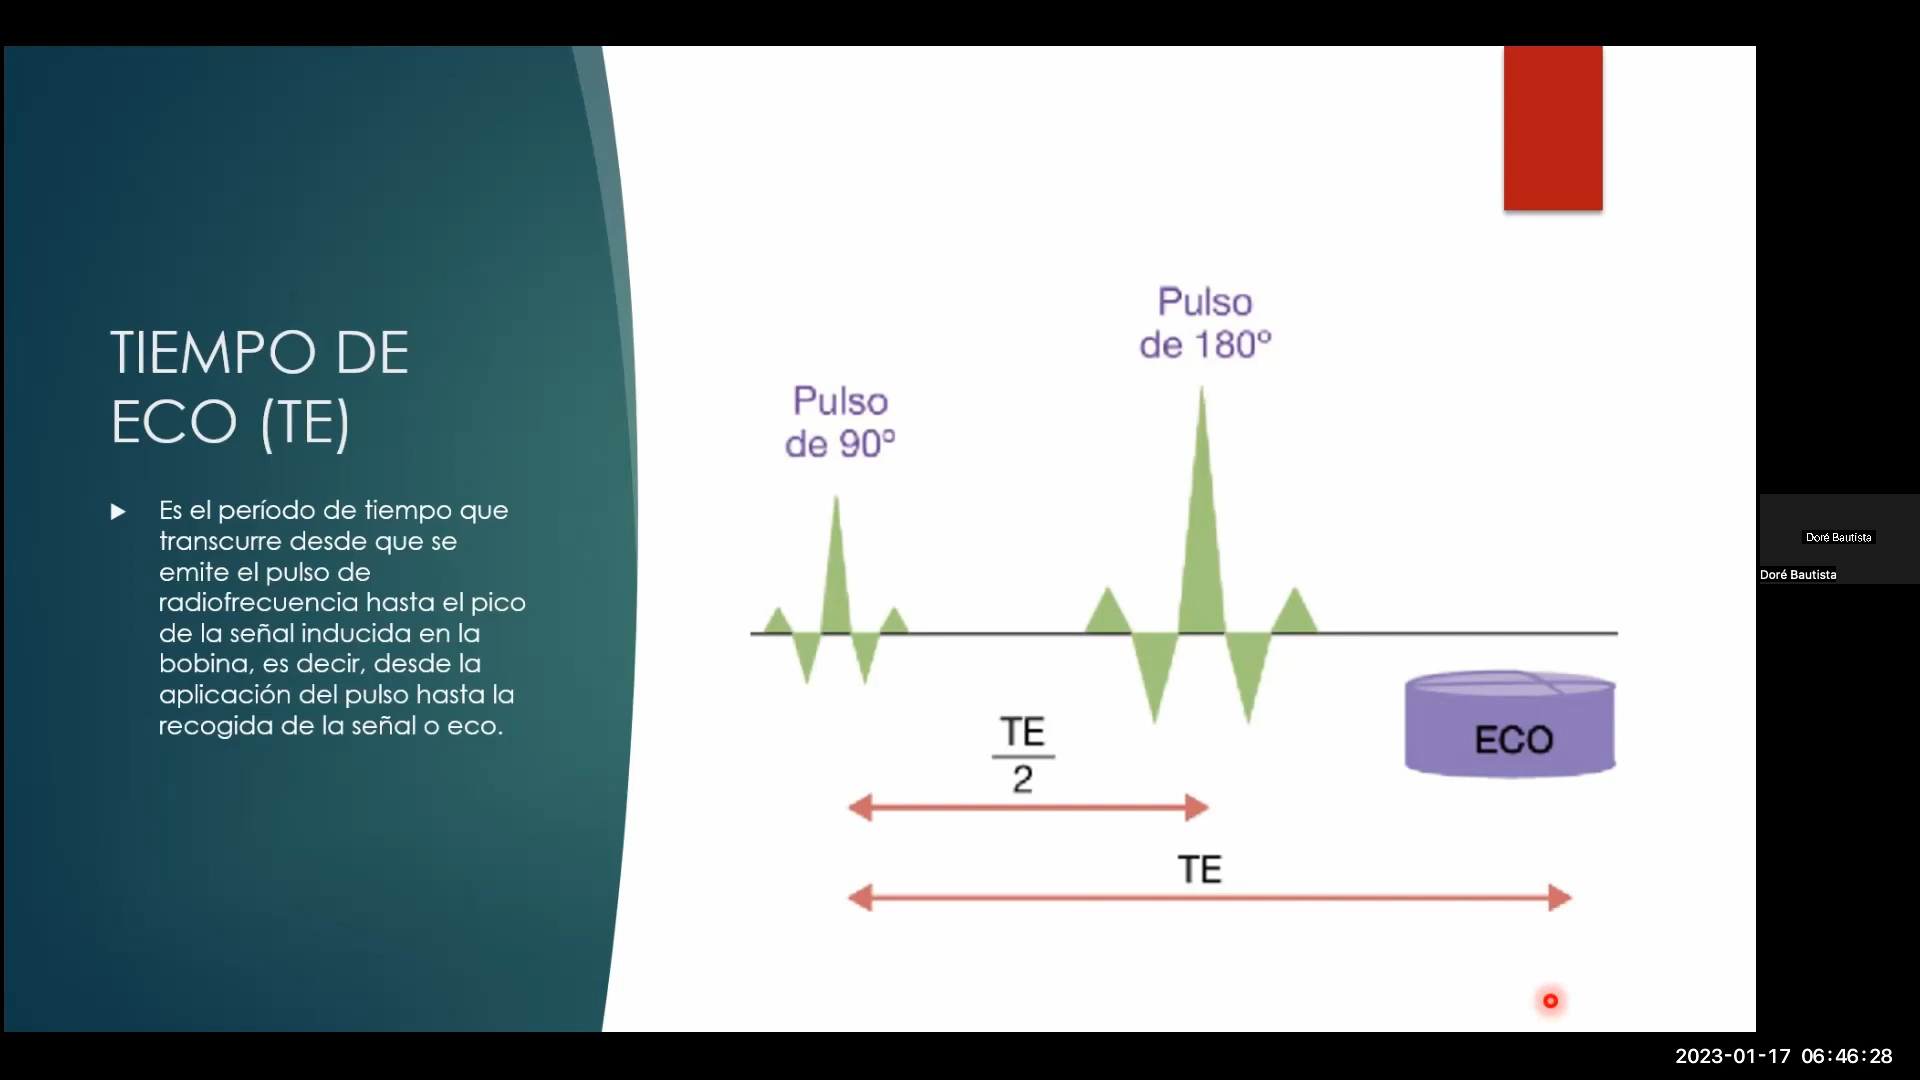 TIEMPO DE
ECO (TE)
Es el período de tiempo que
transcurre desde que se
emite el pulso de
radiofrecuencia hasta el pico
de la señal inducida en la
bobina, es decir, desde la
aplicación del pulso hasta la
recogida de la señal o eco.
Pulso
de 90º
Pulso
de 180º
TE
2
ECO
TE
Doré Bautista
Doré Bautista
2023-01-17 06:46:28